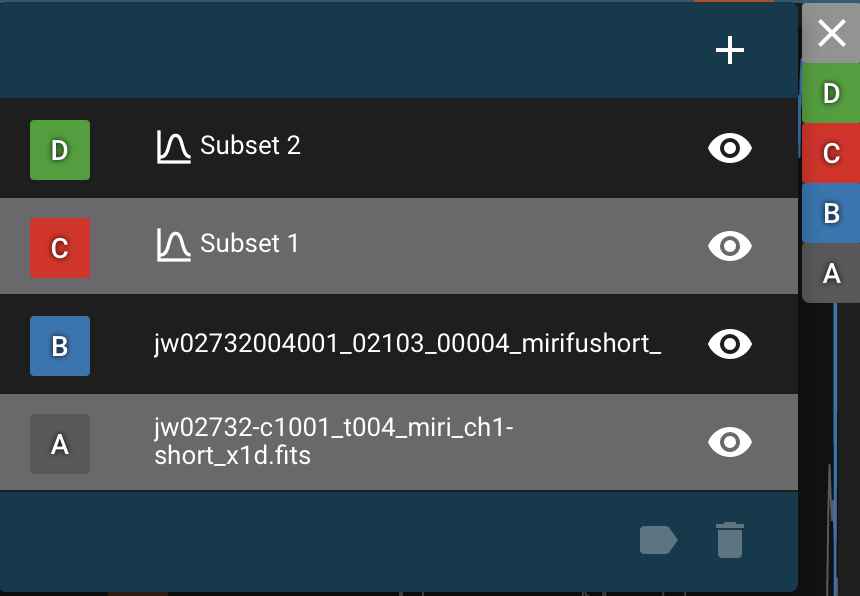 D Subset 2
C Subset 1
B jw02732004001_02103_00004_mirifushort_
A jw02732-c1001_t004_miri_ch1-
short_x1d.fits
D
C
B
A